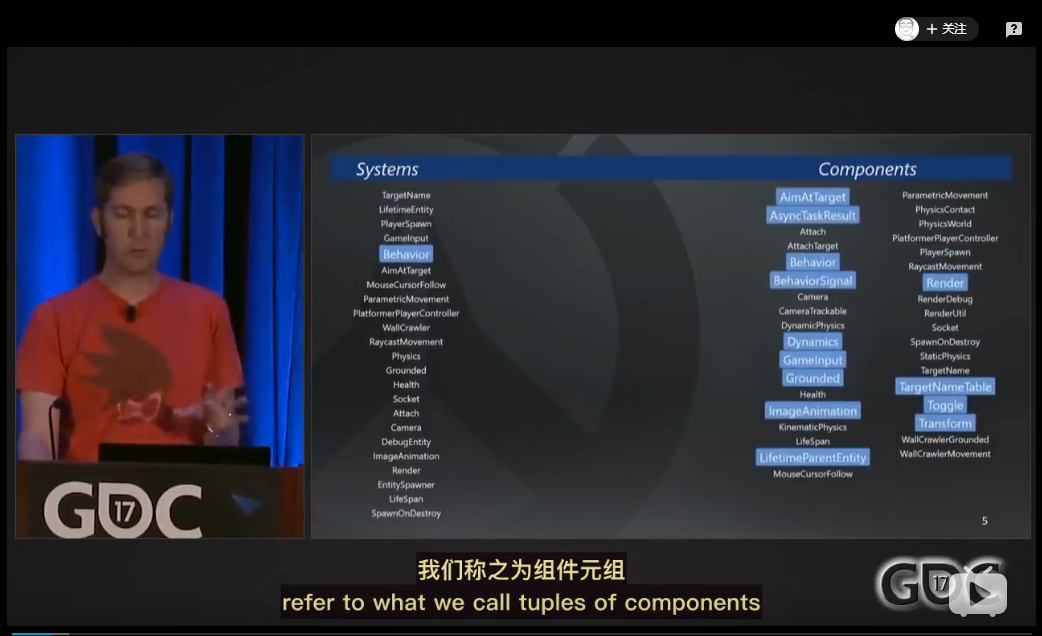 + 关注
?
Systems
TargetName
LifetimeEntity
PlayerSpawn
GameInput
Behavior
AimAtTarget
MouseCursorFollow
ParametricMovement
PlatformerPlayerController
WallCrawler
RaycastMovement
Physics
Grounded
Health
Socket
Attach
Camera
DebugEntity
ImageAnimation
Render
EntitySpawner
LifeSpan
SpawnOnDestroy
Components
AimAtTarget
AsyncTaskResult
Attach
AttachTarget
Behavior
BehaviorSignal
Camera
CameraTrackable
DynamicPhysics
Dynamics
GameInput
Grounded
Health
ImageAnimation
KinematicPhysics
LifeSpan
LifetimeParentEntity
MouseCursorFollow
ParametricMovement
PhysicsContact
PhysicsWorld
PlatformerPlayerController
PlayerSpawn
RaycastMovement
Render
RenderDebug
RenderUtil
Socket
SpawnOnDestroy
StaticPhysics
TargetName
TargetNameTable
Toggle
Transform
WallCrawlerGrounded
WallCrawlerMovement
5
GDC 17
我们称之为组件元组
refer to what we call tuples of components
GDC 17